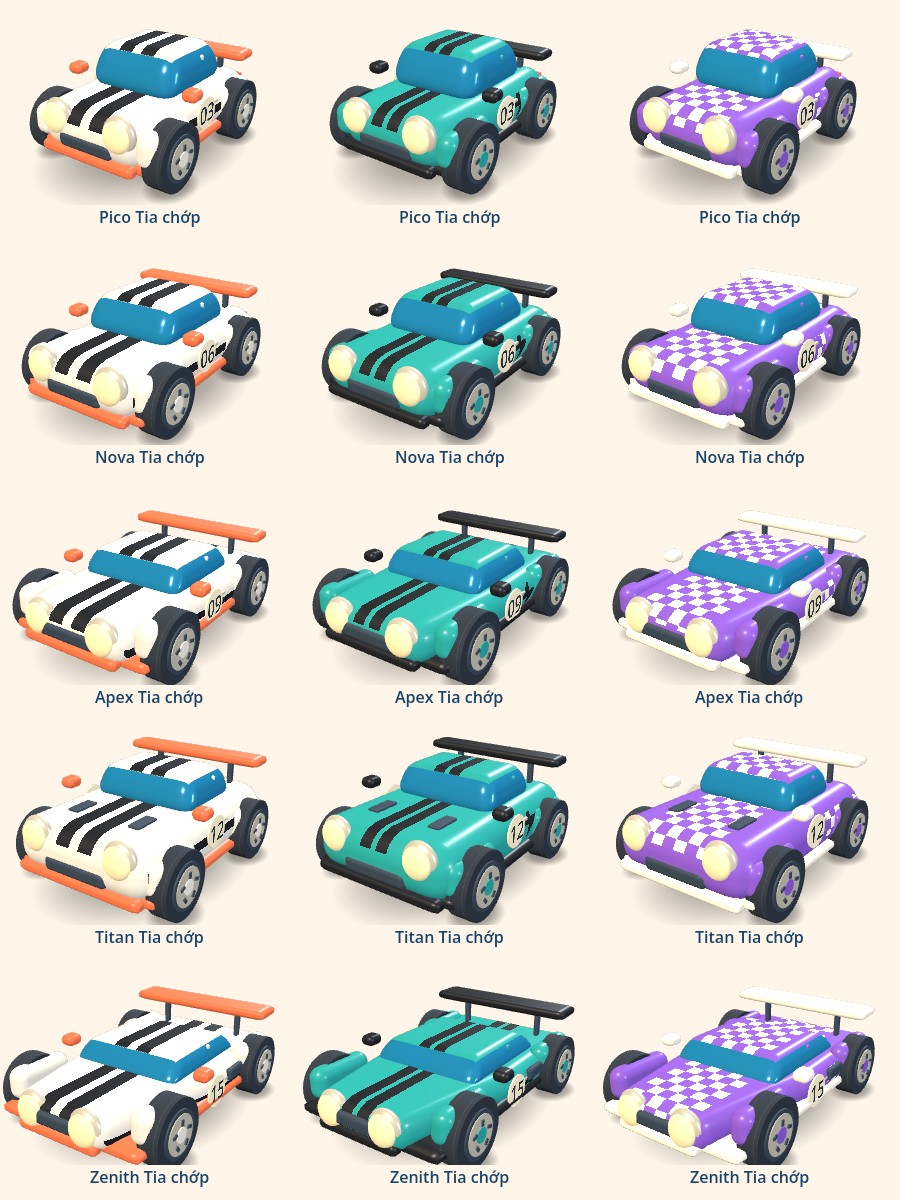 03 03 03
Pico Tia chớp Pico Tia chớp Pico Tia chớp
06 06 06
Nova Tia chớp Nova Tia chớp Nova Tia chớp
09 09 09
Apex Tia chớp Apex Tia chớp Apex Tia chớp
12 12 12
Titan Tia chớp Titan Tia chớp Titan Tia chớp
15 15 15
Zenith Tia chớp Zenith Tia chớp Zenith Tia chớp